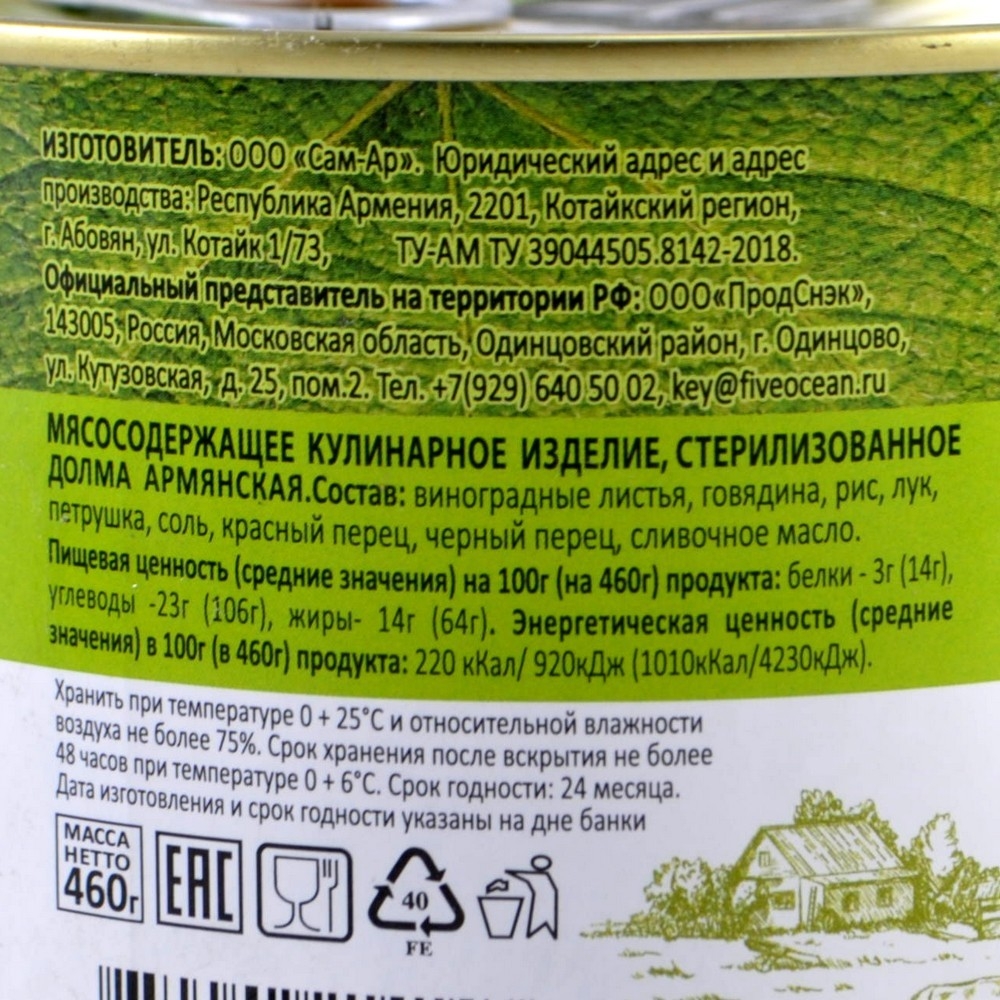 ИЗГОТОВИТЕЛЬ: ООО «Сам-Ар». Юридический адрес и адрес
производства: Республика Армения, 2201, Котайкский регион,
г. Абовян, ул. Котайк 1/73, ТУ-АМ ТУ 39044505.8142-2018.
Официальный представитель на территории РФ: ООО«ПродСнэк»,
143005, Россия, Московская область, Одинцовский район, г. Одинцово,
ул. Кутузовская, д. 25, пом.2. Тел. +7(929) 640 50 02, key@fiveocean.ru
МЯСОСОДЕРЖАЩЕЕ КУЛИНАРНОЕ ИЗДЕЛИЕ, СТЕРИЛИЗОВАННОЕ
ДОЛМА АРМЯНСКАЯ.Состав: виноградные листья, говядина, рис, лук,
петрушка, соль, красный перец, черный перец, сливочное масло.
Пищевая ценность (средние значения) на 100г (на 460г) продукта: белки - 3г (14г),
углеводы -23г (106г), жиры- 14г (64г). Энергетическая ценность (средние
значения) в 100г (в 460г) продукта: 220 кКал/ 920кДж (1010кКал/4230кДж).
Хранить при температуре 0 + 25°С и относительной влажности
воздуха не более 75%. Срок хранения после вскрытия не более
48 часов при температуре 0 + 6°С. Срок годности: 24 месяца.
Дата изготовления и срок годности указаны на дне банки
МАССА
НЕТТО
460г
EAC
40
FE